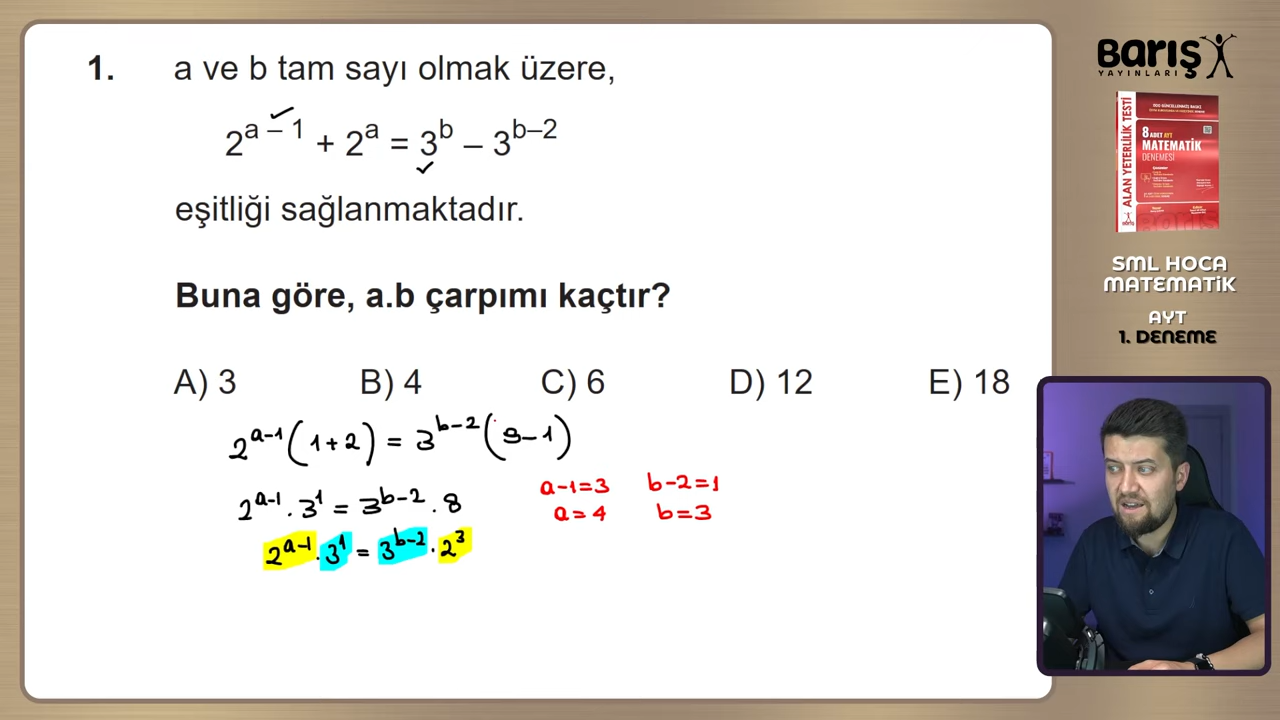 1. a ve b tam sayı olmak üzere,
2^{a – 1} + 2^a = 3^b – 3^{b–2}
eşitliği sağlanmaktadır.
Buna göre, a.b çarpımı kaçtır?
A) 3 B) 4 C) 6 D) 12 E) 18
2^{a-1}(1+2) = 3^{b-2}(9-1)
2^{a-1} . 3^1 = 3^{b-2} . 8
2^{a-1} . 3^1 = 3^{b-2} . 2^3
a-1=3 b-2=1
a=4 b=3
BARIŞ
YAYINLARI
ALAN YETERLİLİK TESTİ
8 ADET AYT
MATEMATİK
DENEMESİ
BARIŞ
SML HOCA
MATEMATİK
AYT
1. DENEME